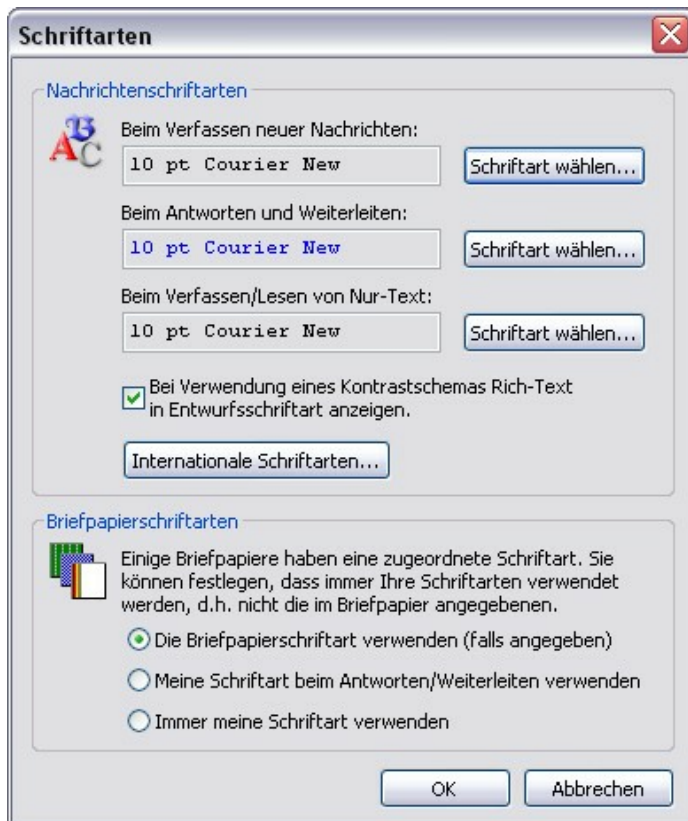 Schriftarten
Nachrichtenschriftarten
Beim Verfassen neuer Nachrichten:
10 pt Courier New
Schriftart wählen...
Beim Antworten und Weiterleiten:
10 pt Courier New
Schriftart wählen...
Beim Verfassen/Lesen von Nur-Text:
10 pt Courier New
Schriftart wählen...
Bei Verwendung eines Kontrastschemas Rich-Text
in Entwurfsschriftart anzeigen.
Internationale Schriftarten...
Briefpapierschriftarten
Einige Briefpapiere haben eine zugeordnete Schriftart. Sie
können festlegen, dass immer Ihre Schriftarten verwendet
werden, d.h. nicht die im Briefpapier angegebenen.
Die Briefpapierschriftart verwenden (falls angegeben)
Meine Schriftart beim Antworten/Weiterleiten verwenden
Immer meine Schriftart verwenden
OK
Abbrechen